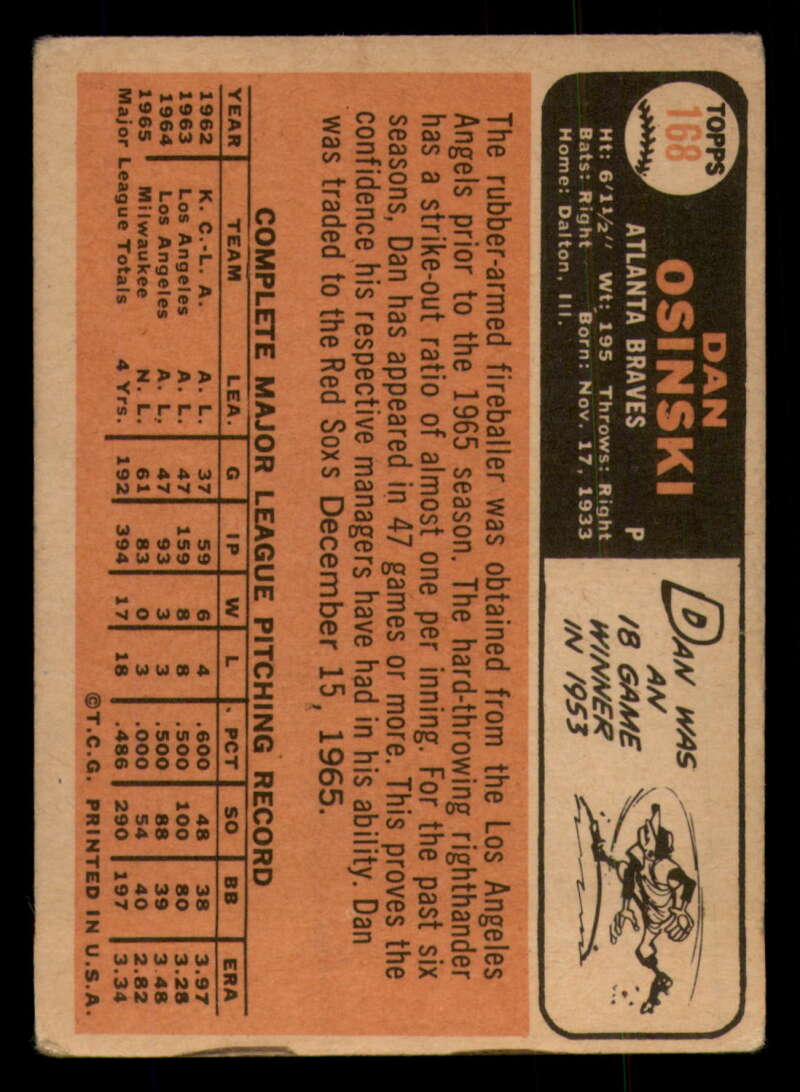 TOPPS
168
DAN
OSINSKI
ATLANTA BRAVES P
Ht: 6'1½" Wt: 195 Throws: Right
Bats: Right Born: Nov. 17, 1933
Home: Dalton, Ill.
DAN WAS
AN
18 GAME
WINNER
IN 1953
The rubber-armed fireballer was obtained from the Los Angeles
Angels prior to the 1965 season. The hard-throwing righthander
has a strike-out ratio of almost one per inning. For the past six
seasons, Dan has appeared in 47 games or more. This proves the
confidence his respective managers have had in his ability. Dan
was traded to the Red Soxs December 15, 1965.
COMPLETE MAJOR LEAGUE PITCHING RECORD
YEAR TEAM LEA. G IP W L PCT SO BB ERA
1962 K. C.-L. A. A. L. 37 59 6 4 .600 48 38 3.97
1963 Los Angeles A. L. 47 159 8 8 .500 100 80 3.28
1964 Los Angeles A. L. 47 93 3 3 .500 88 39 3.48
1965 Milwaukee N. L. 61 83 0 3 .000 54 40 2.82
Major League Totals 4 Yrs. 192 394 17 18 .486 290 197 3.34
©T.C.G. PRINTED IN U.S.A.